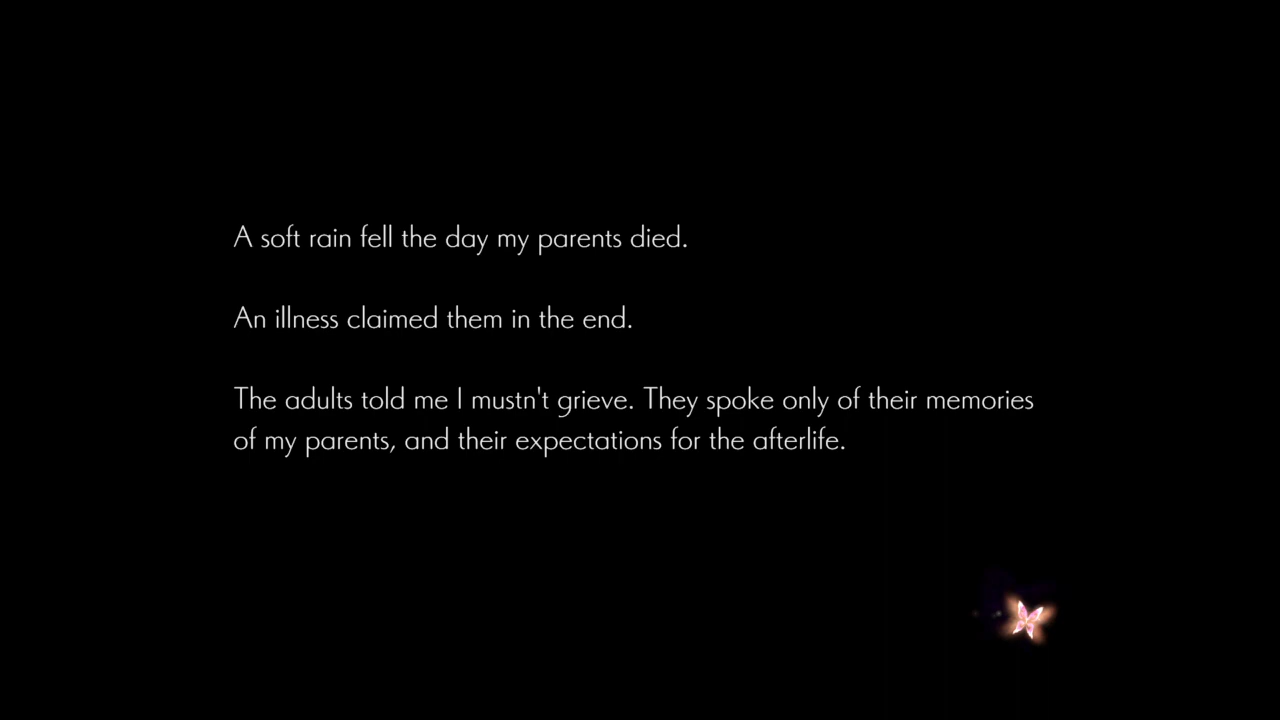 A soft rain fell the day my parents died.
An illness claimed them in the end.
The adults told me I mustn't grieve. They spoke only of their memories
of my parents, and their expectations for the afterlife.